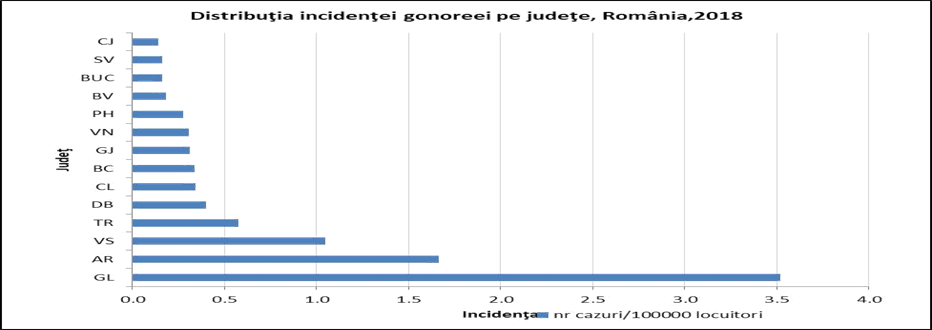 Distribuţia incidenţei gonoreei pe judeţe, România,2018
Judeţ
CJ
SV
BUC
BV
PH
VN
GJ
BC
CL
DB
TR
VS
AR
GL
0.0 0.5 1.0 1.5 2.0 2.5 3.0 3.5 4.0
Incidenţa nr cazuri/100000 locuitori